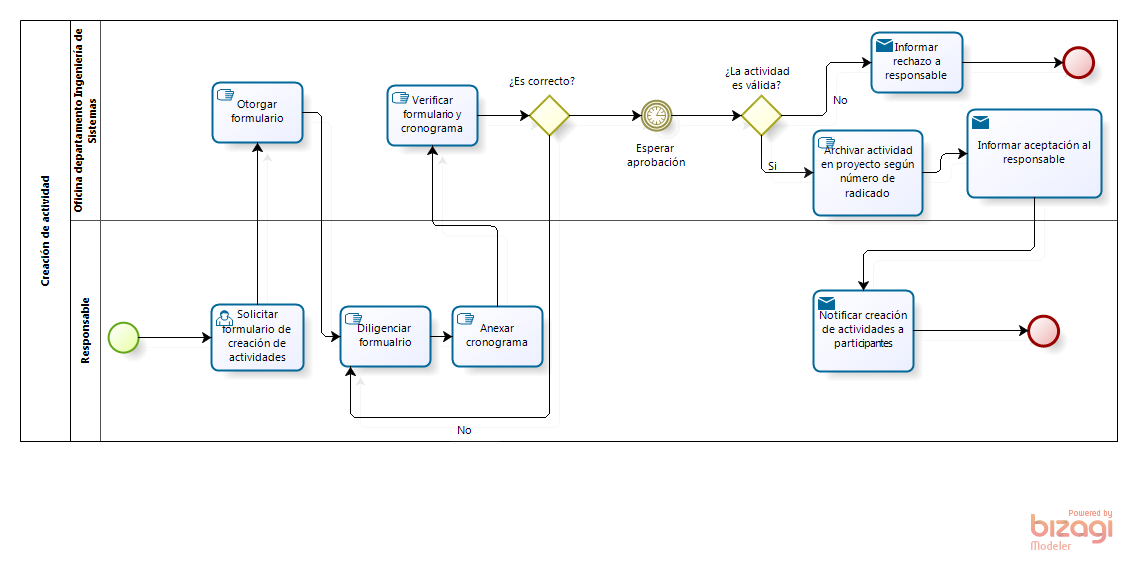 Creación de actividad
Oficina departamento Ingeniería de
Sistemas
Otorgar
formulario
Verificar
formulario y
cronograma
¿Es correcto?
Esperar
aprobación
¿La actividad
es válida?
No
Informar
rechazo a
responsable
Si
Archivar actividad
en proyecto según
número de
radicado
Informar aceptación al
responsable
Responsable
Solicitar
formulario de
creación de
actividades
Diligenciar
formualrio
Anexar
cronograma
No
Notificar creación
de actividades a
participantes
Powered by
bizagi
Modeler